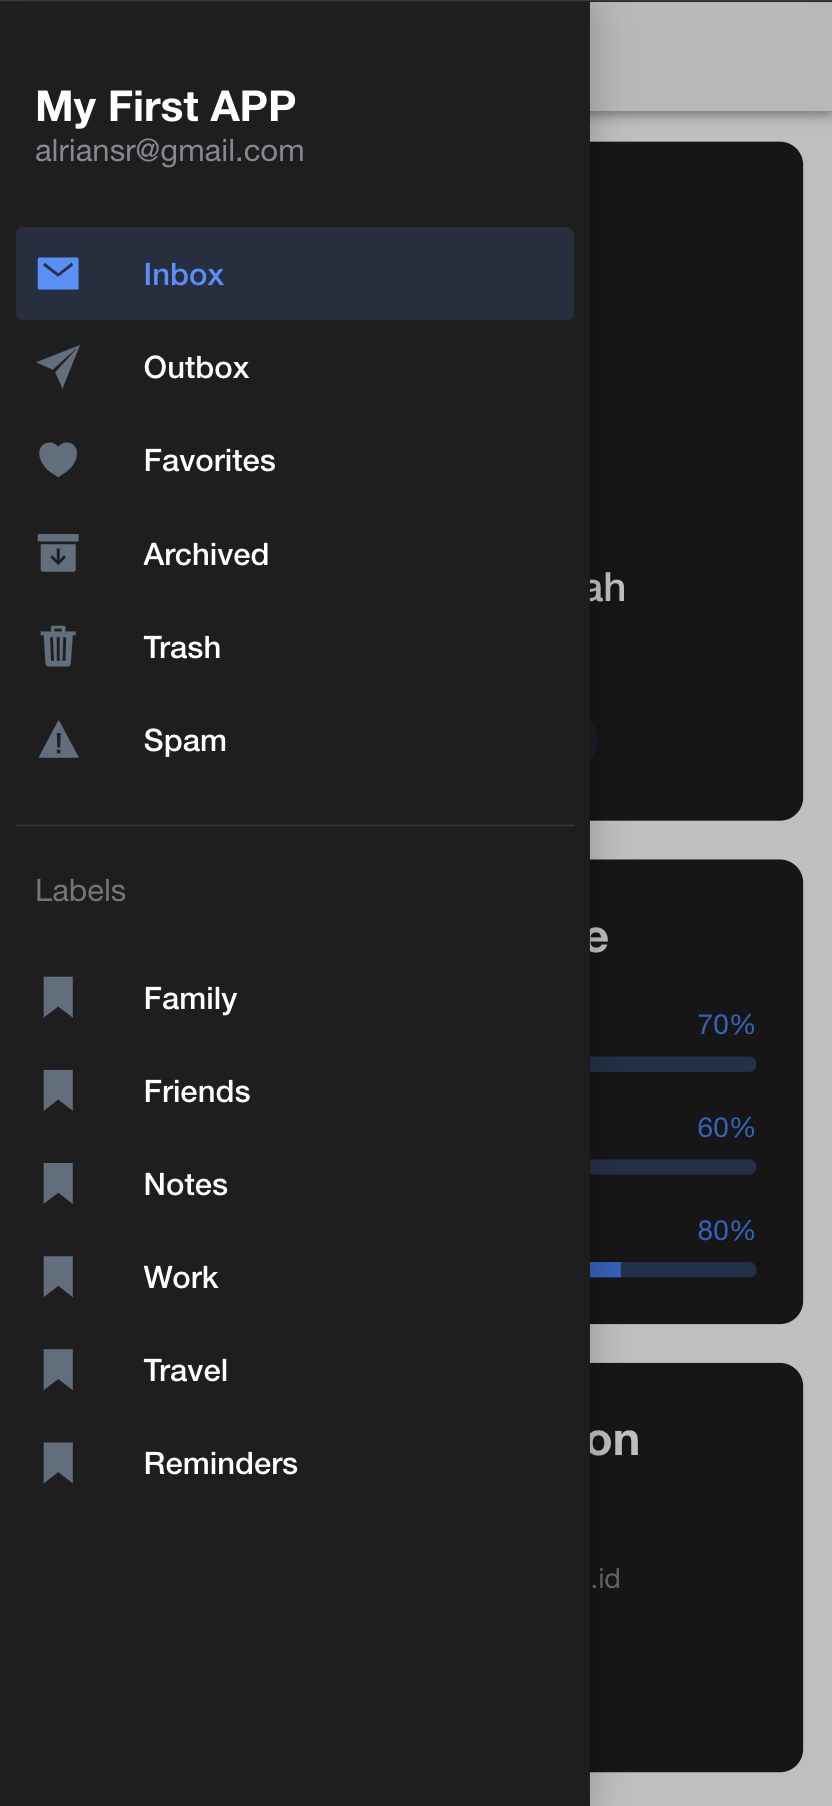 My First APP
alriansr@gmail.com
Inbox
Outbox
Favorites
Archived
Trash
Spam
Labels
Family
Friends
Notes
Work
Travel
Reminders
ah
e
70%
60%
80%
on
.id